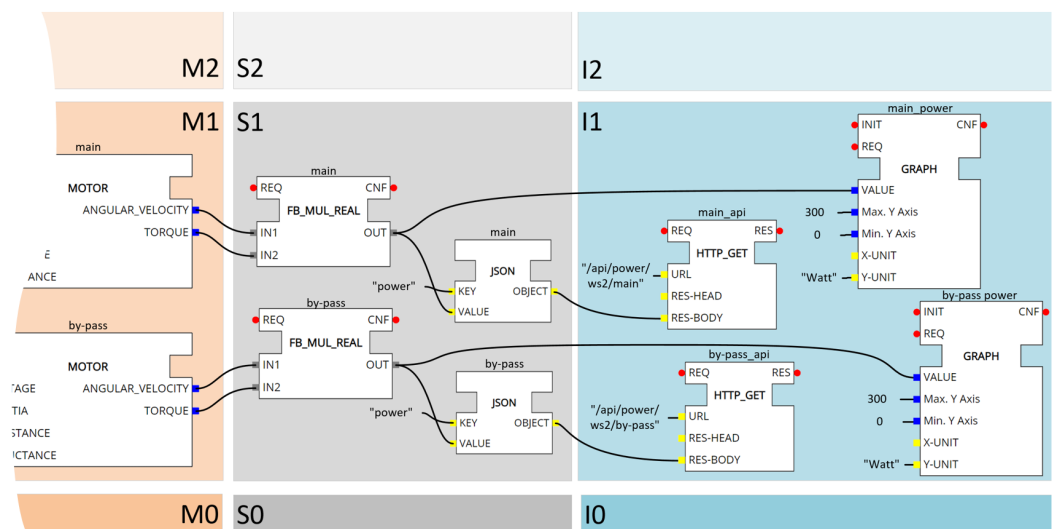 M2
S2
I2
M1
S1
I1
main
MOTOR
ANGULAR_VELOCITY
TORQUE
E
ANCE
by-pass
MOTOR
TAGE
ANGULAR_VELOCITY
TIA
TORQUE
STANCE
UCTANCE
main
REQ
CNF
FB_MUL_REAL
IN1
OUT
IN2
main
JSON
"power"
KEY
OBJECT
VALUE
by-pass
REQ
CNF
FB_MUL_REAL
IN1
OUT
IN2
by-pass
JSON
"power"
KEY
OBJECT
VALUE
main_api
REQ
RES
HTTP_GET
"/api/power/
ws2/main"
URL
RES-HEAD
RES-BODY
main_power
INIT
CNF
REQ
GRAPH
VALUE
300
Max. Y Axis
0
Min. Y Axis
X-UNIT
"Watt"
Y-UNIT
by-pass_api
REQ
RES
HTTP_GET
"/api/power/
ws2/by-pass"
URL
RES-HEAD
RES-BODY
by-pass power
INIT
CNF
REQ
GRAPH
VALUE
300
Max. Y Axis
0
Min. Y Axis
X-UNIT
"Watt"
Y-UNIT
M0
S0
I0